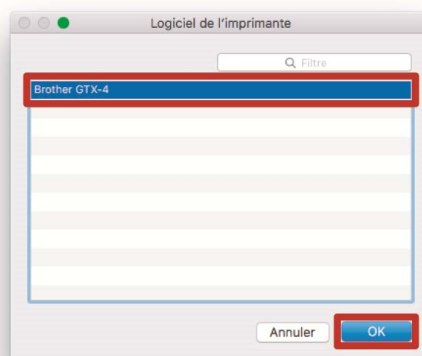 Logiciel de l'imprimante
Filtre
Brother GTX-4
Annuler
OK